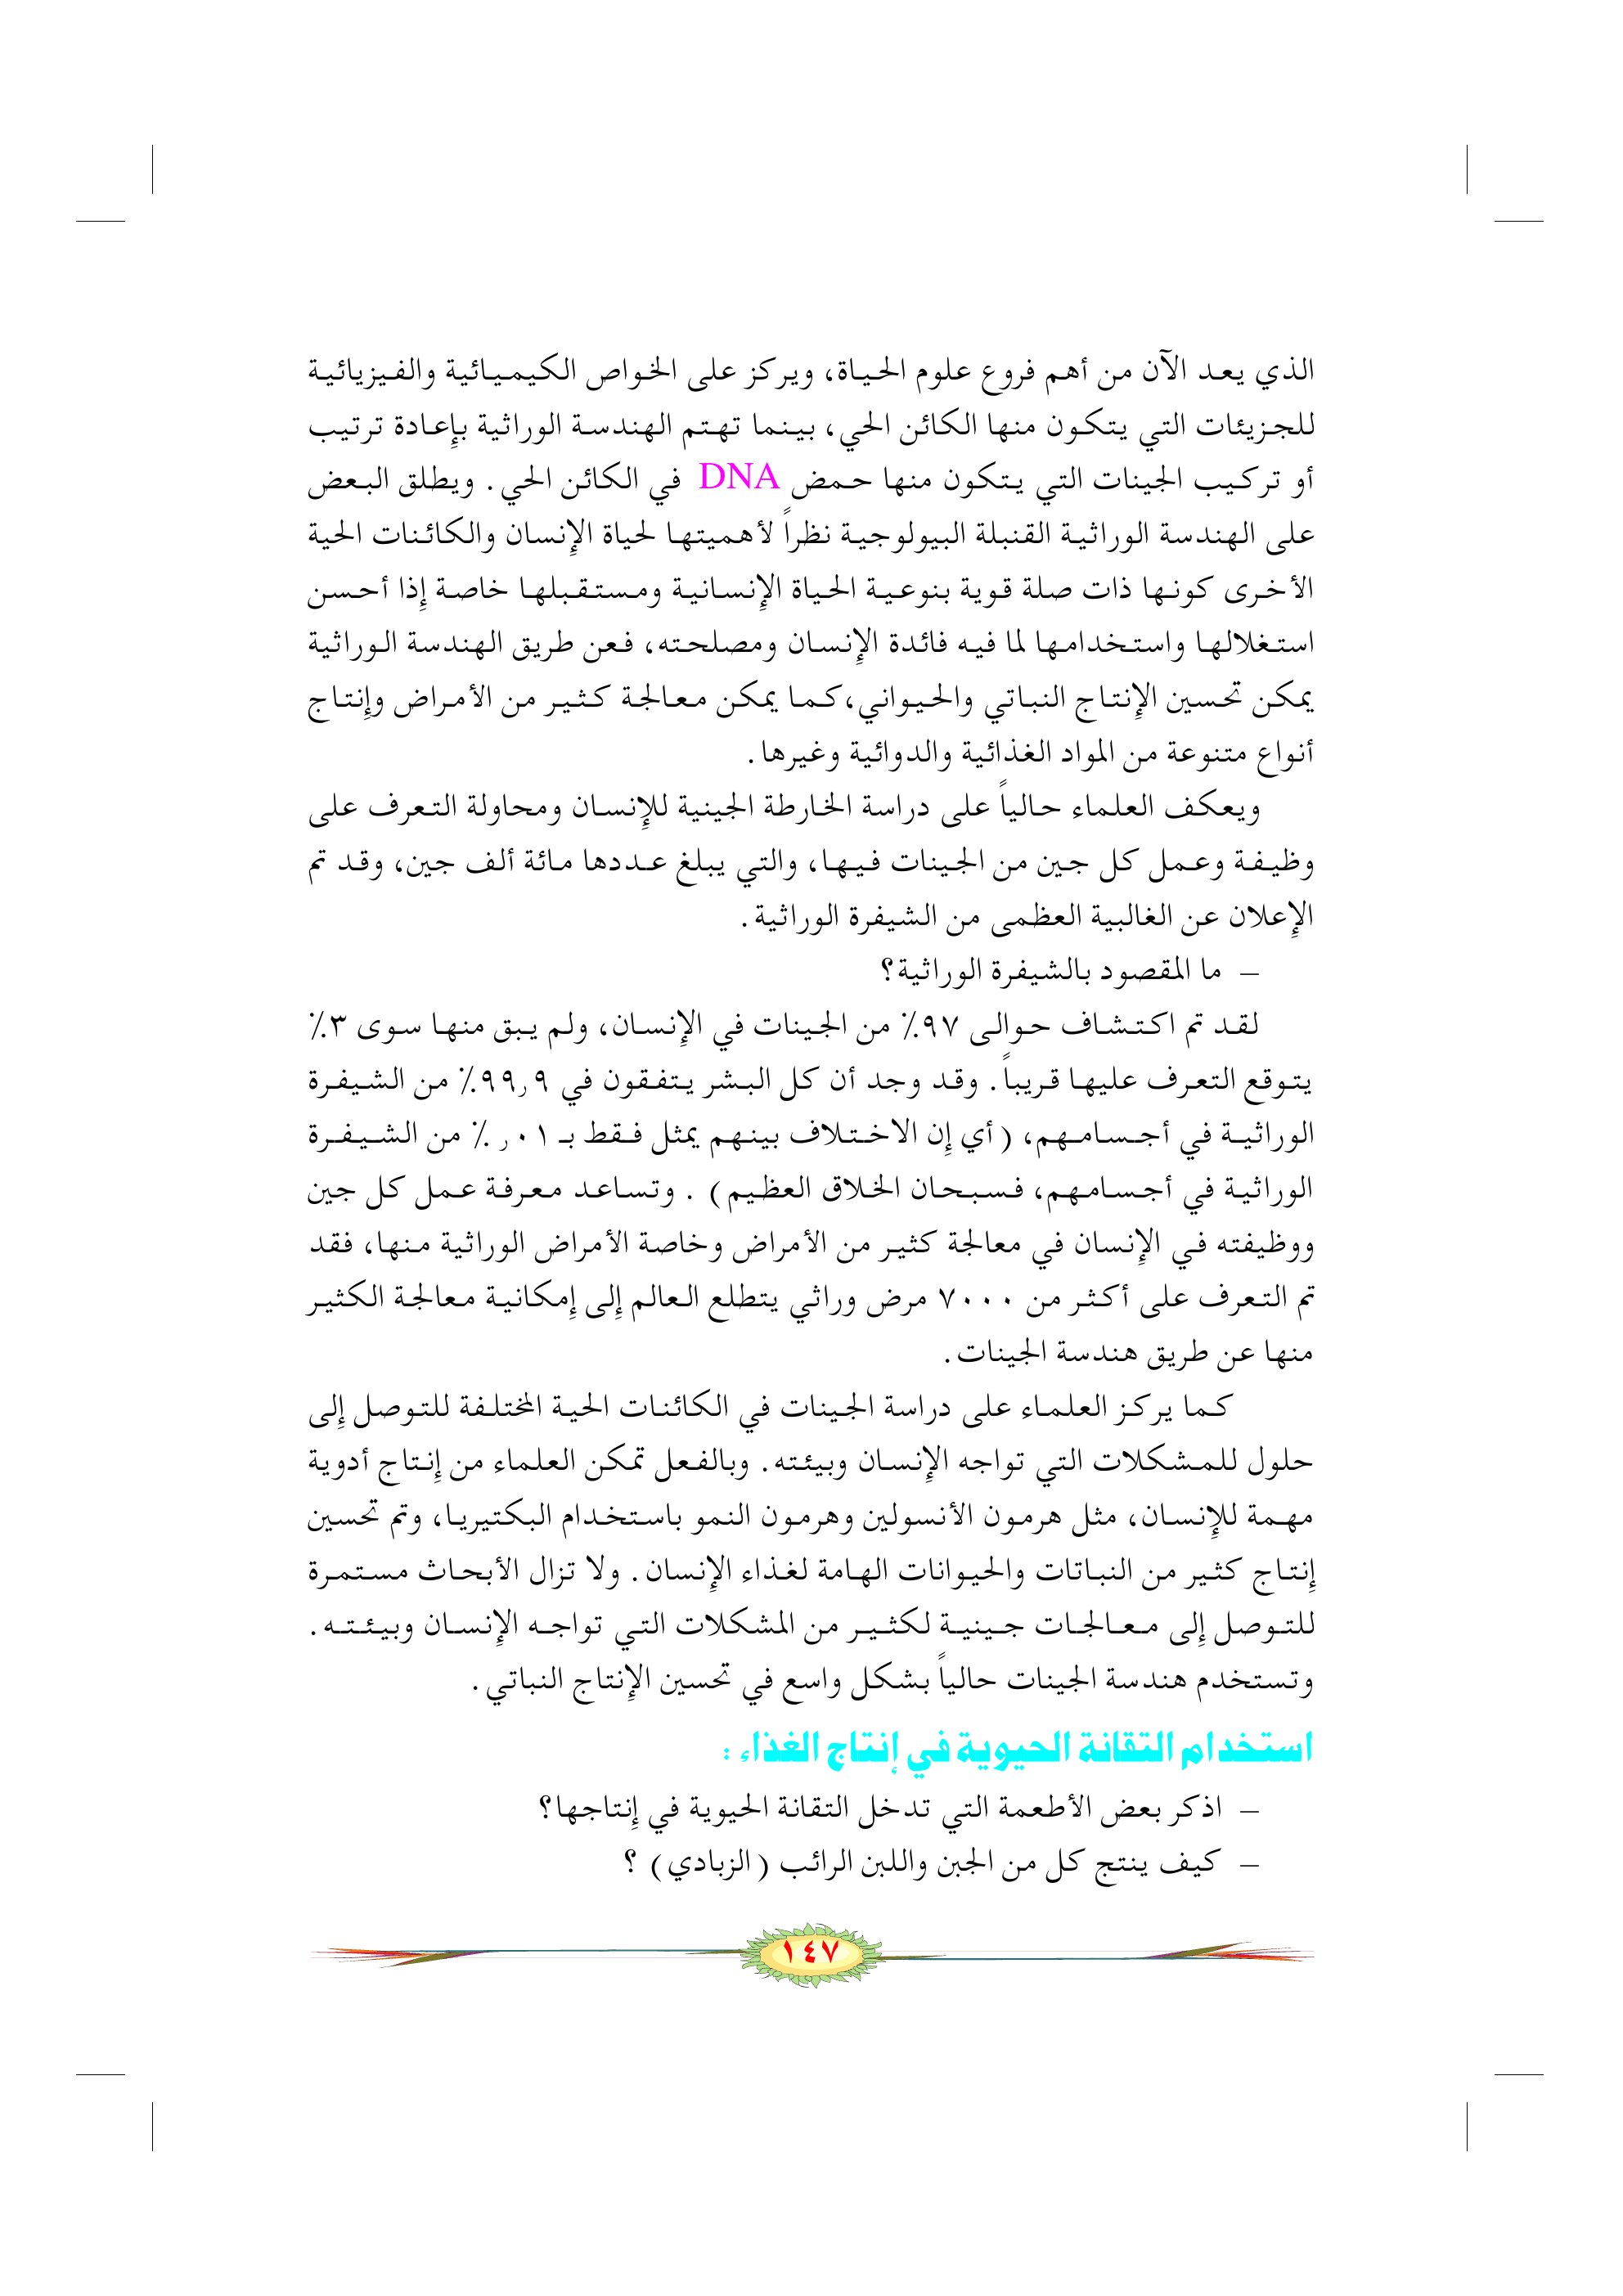 الذي يعد الآن من أهم فروع علوم الحياة، ويركز على الخواص الكيميائية والفيزيائية
للجزيئات التي يتكون منها الكائن الحي، بينما تهتم الهندسة الوراثية بإعادة ترتيب
أو تركيب الجينات التي يتكون منها حمض DNA في الكائن الحي. ويطلق البعض
على الهندسة الوراثية القنبلة البيولوجية نظراً لأهميتها لحياة الإنسان والكائنات الحية
الأخرى كونها ذات صلة قوية بنوعية الحياة الإنسانية ومستقبلها خاصة إذا أحسن
استغلالها واستخدامها لما فيه فائدة الإنسان ومصلحته، فعن طريق الهندسة الوراثية
يمكن تحسين الإنتاج النباتي والحيواني، كما يمكن معالجة كثير من الأمراض وإنتاج
أنواع متنوعة من المواد الغذائية والدوائية وغيرها.
ويعكف العلماء حالياً على دراسة الخارطة الجينية للإنسان ومحاولة التعرف على
وظيفة وعمل كل جين من الجينات فيها، والتي يبلغ عددها مائة ألف جين، وقد تم
الإعلان عن الغالبية العظمى من الشيفرة الوراثية.
– ما المقصود بالشيفرة الوراثية؟
لقد تم اكتشاف حوالى ٩٧٪ من الجينات في الإنسان، ولم يبق منها سوى ٣٪
يتوقع التعرف عليها قريباً. وقد وجد أن كل البشر يتفقون في ٩٩,٩٪ من الشيفرة
الوراثية في أجسامهم، (أي إن الاختلاف بينهم يمثل فقط بـ ٠١,٪ من الشيفرة
الوراثية في أجسامهم، فسبحان الخلاق العظيم) . وتساعد معرفة عمل كل جين
ووظيفته في الإنسان في معالجة كثير من الأمراض وخاصة الأمراض الوراثية منها، فقد
تم التعرف على أكثر من ٧٠٠٠ مرض وراثي يتطلع العالم إلى إمكانية معالجة الكثير
منها عن طريق هندسة الجينات.
كما يركز العلماء على دراسة الجينات في الكائنات الحية المختلفة للتوصل إلى
حلول للمشكلات التي تواجه الإنسان وبيئته. وبالفعل تمكن العلماء من إنتاج أدوية
مهمة للإنسان، مثل هرمون الأنسولين وهرمون النمو باستخدام البكتيريا، وتم تحسين
إنتاج كثير من النباتات والحيوانات الهامة لغذاء الإنسان. ولا تزال الأبحاث مستمرة
للتوصل إلى معالجات جينية لكثير من المشكلات التي تواجه الإنسان وبيئته.
وتستخدم هندسة الجينات حالياً بشكل واسع في تحسين الإنتاج النباتي.
استخدام التقانة الحيوية في إنتاج الغذاء :
– اذكر بعض الأطعمة التي تدخل التقانة الحيوية في إنتاجها؟
– كيف ينتج كل من الجبن واللبن الرائب (الزبادي) ؟
١٤٧